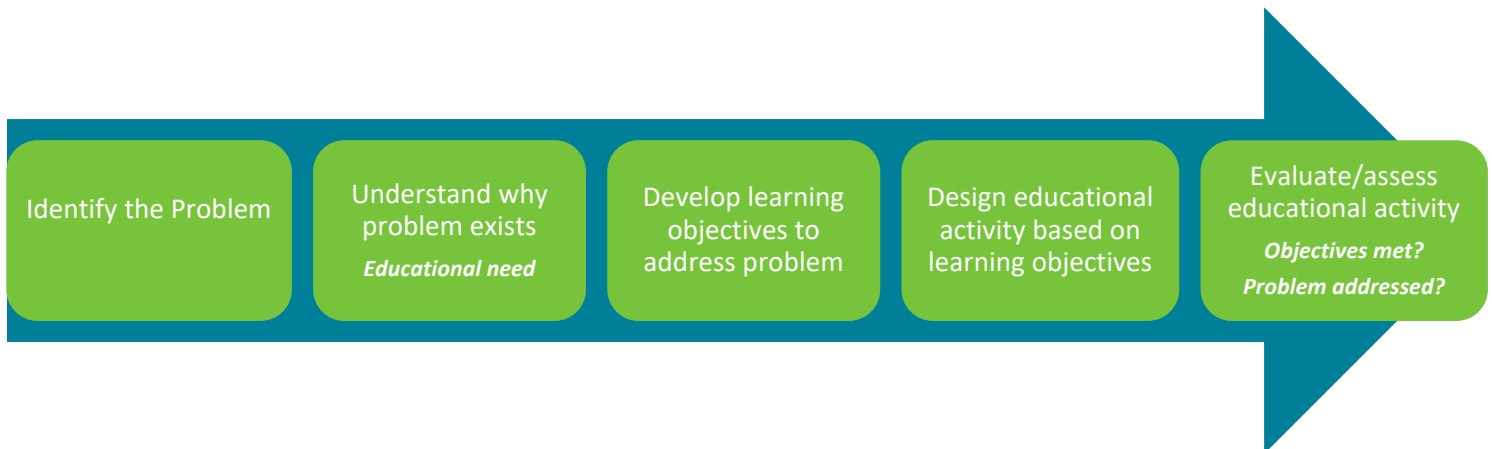 Identify the Problem
Understand why
problem exists
Educational need
Develop learning
objectives to
address problem
Design educational
activity based on
learning objectives
Evaluate/assess
educational activity
Objectives met?
Problem addressed?